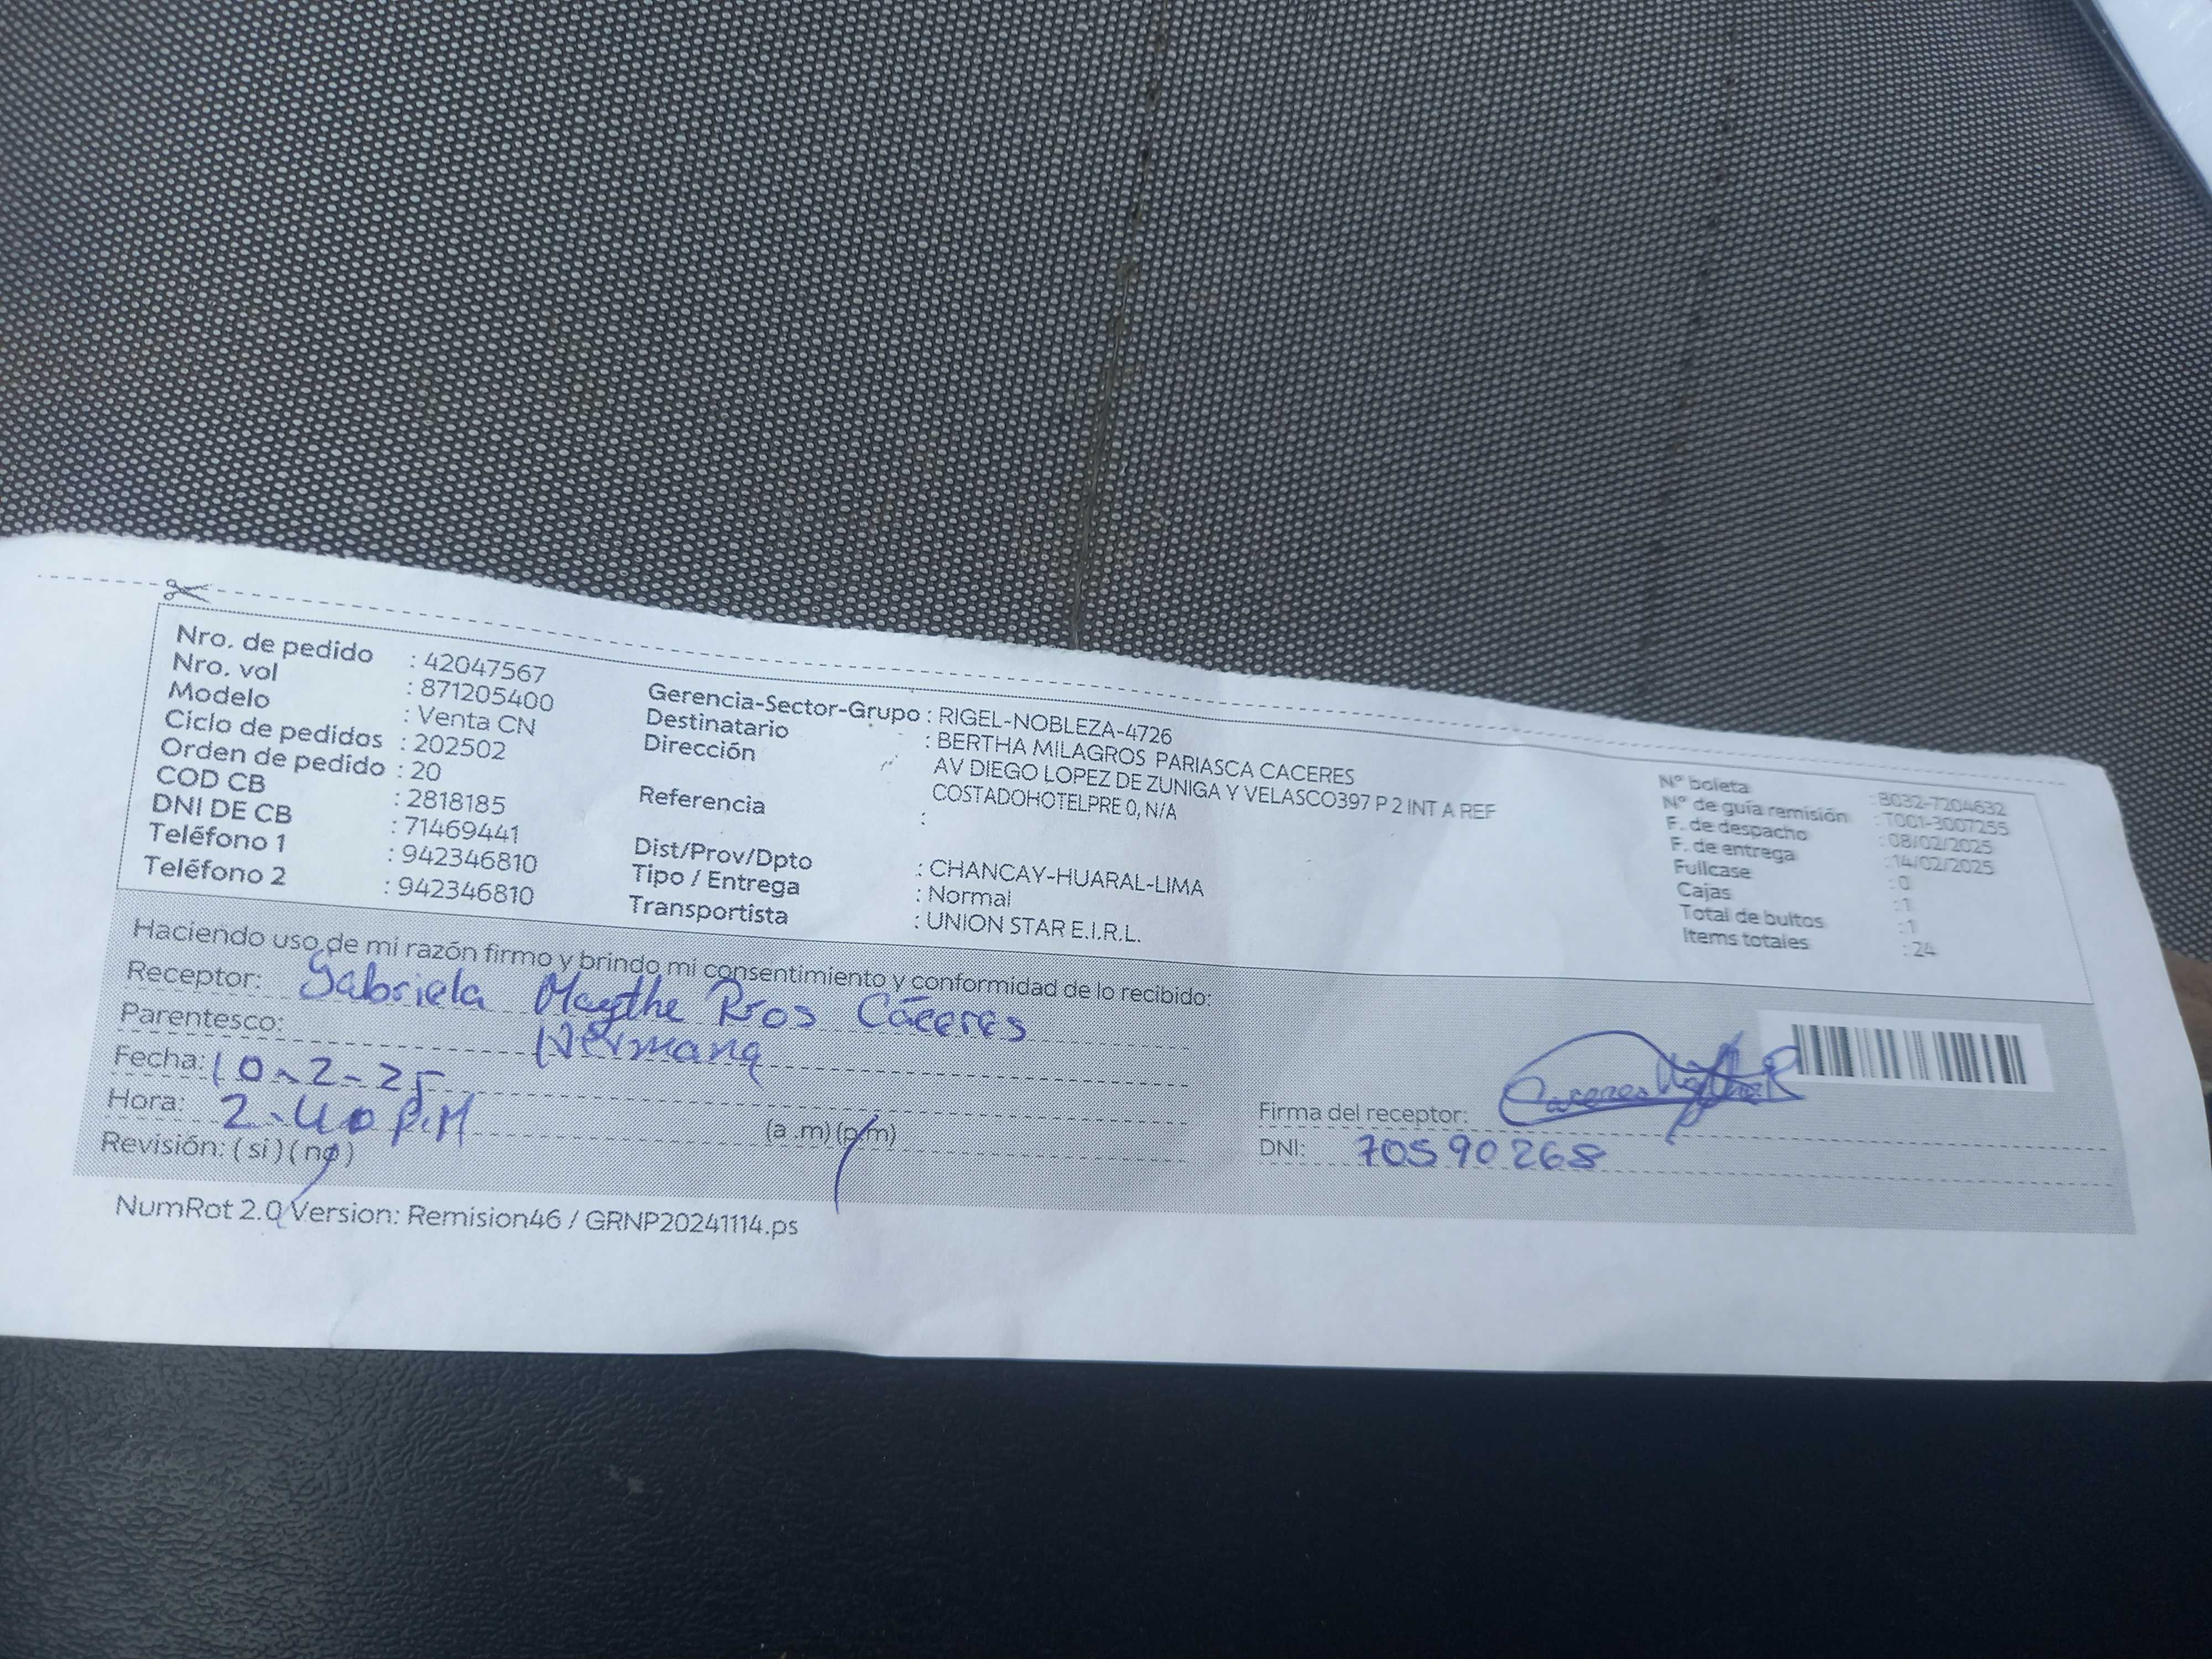 Nro. de pedido : 42047567
Nro. vol : 871205400
Modelo : Venta CN
Ciclo de pedidos : 202502
Orden de pedido : 20
COD CB : 2818185
DNI DE CB : 71469441
Teléfono 1 : 942346810
Teléfono 2 : 942346810
Gerencia-Sector-Grupo : RIGEL-NOBLEZA-4726
Destinatario : BERTHA MILAGROS PARIASCA CACERES
Dirección AV DIEGO LOPEZ DE ZUNIGA Y VELASCO397 P 2 INT A REF
COSTADOHOTELPRE 0, N/A
Referencia :
Dist/Prov/Dpto : CHANCAY-HUARAL-LIMA
Tipo / Entrega : Normal
Transportista : UNION STAR E.I.R.L.
N° boleta : B032-7204632
N° de guía remisión : T001-3007255
F. de despacho : 08/02/2025
F. de entrega : 14/02/2025
Fullcase : 0
Cajas : 1
Total de bultos : 1
Items totales : 24
Haciendo uso de mi razón firmo y brindo mi consentimiento y conformidad de lo recibido:
Receptor: Gabriela Maythe Rios Cáceres
Parentesco: Hermana
Fecha: 10-2-25
Hora: 2-40 P.M (a .m) (p.m)
Revisión: ( si ) ( no )
Firma del receptor:
DNI: 70590268
NumRot 2.0 Version: Remision46 / GRNP20241114.ps